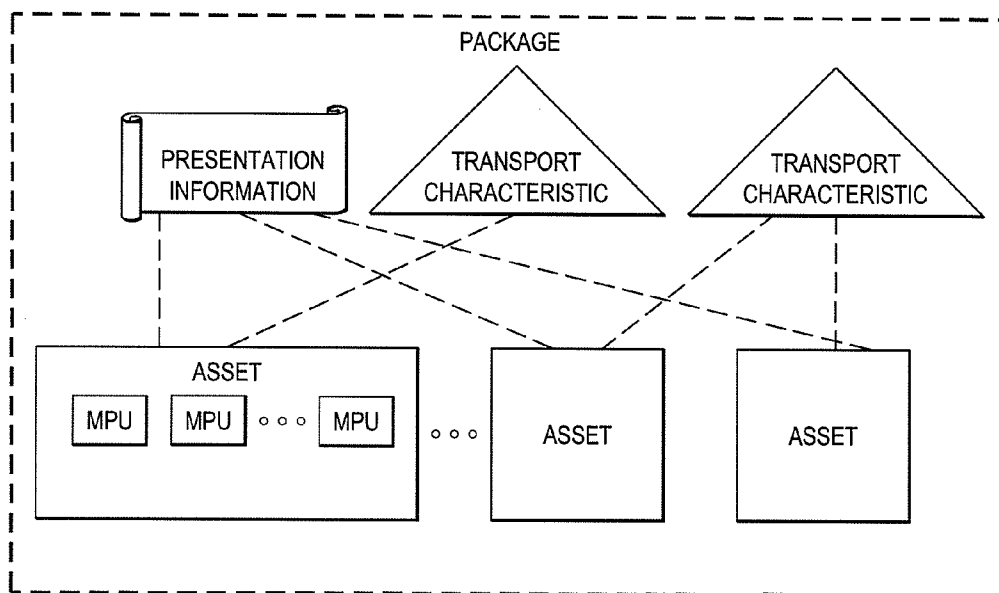 PACKAGE
PRESENTATION
INFORMATION
TRANSPORT
CHARACTERISTIC
TRANSPORT
CHARACTERISTIC
ASSET
MPU
MPU
MPU
ASSET
ASSET